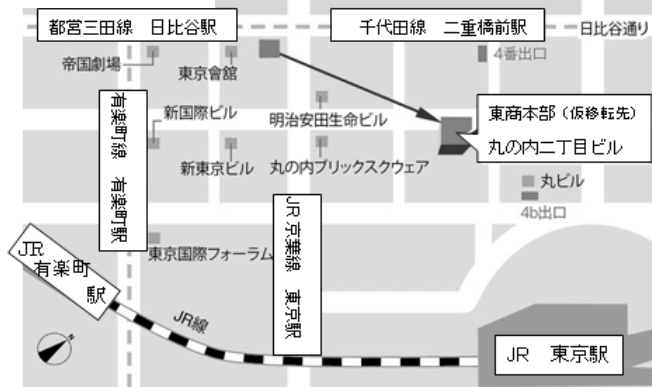 都営三田線 日比谷駅
千代田線 二重橋前駅
日比谷通り
帝国劇場
東京會舘
4番出口
有楽町線 有楽町駅
新国際ビル
明治安田生命ビル
東商本部（仮移転先）
丸の内二丁目ビル
新東京ビル
丸の内ブリックスクウェア
丸ビル
4b出口
JR京葉線 東京駅
東京国際フォーラム
JR
有楽町
駅
JR線
N
JR 東京駅